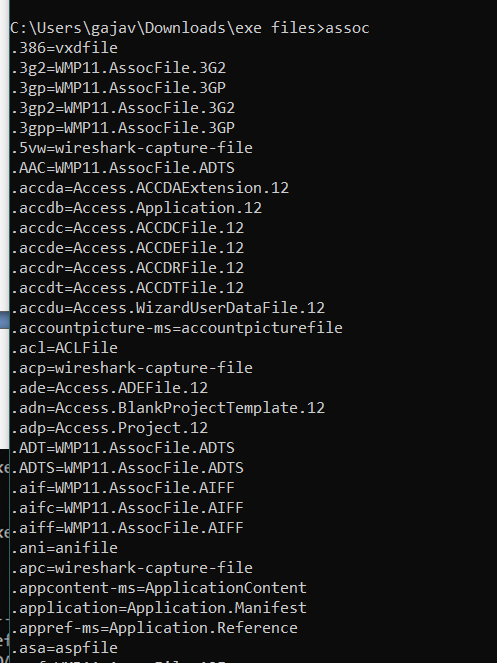 C:\Users\gajav\Downloads\exe files>assoc
.386=vxdfile
.3g2=WMP11.AssocFile.3G2
.3gp=WMP11.AssocFile.3GP
.3gp2=WMP11.AssocFile.3G2
.3gpp=WMP11.AssocFile.3GP
.5vw=wireshark-capture-file
.AAC=WMP11.AssocFile.ADTS
.accda=Access.ACCDAExtension.12
.accdb=Access.Application.12
.accdc=Access.ACCDCFile.12
.accde=Access.ACCDEFile.12
.accdr=Access.ACCDRFile.12
.accdt=Access.ACCDTFile.12
.accdu=Access.WizardUserDataFile.12
.accountpicture-ms=accountpicturefile
.acl=ACLFile
.acp=wireshark-capture-file
.ade=Access.ADEFile.12
.adn=Access.BlankProjectTemplate.12
.adp=Access.Project.12
.ADT=WMP11.AssocFile.ADTS
.ADTS=WMP11.AssocFile.ADTS
.aif=WMP11.AssocFile.AIFF
.aifc=WMP11.AssocFile.AIFF
.aiff=WMP11.AssocFile.AIFF
.ani=anifile
.apc=wireshark-capture-file
.appcontent-ms=ApplicationContent
.application=Application.Manifest
.appref-ms=Application.Reference
.asa=aspfile